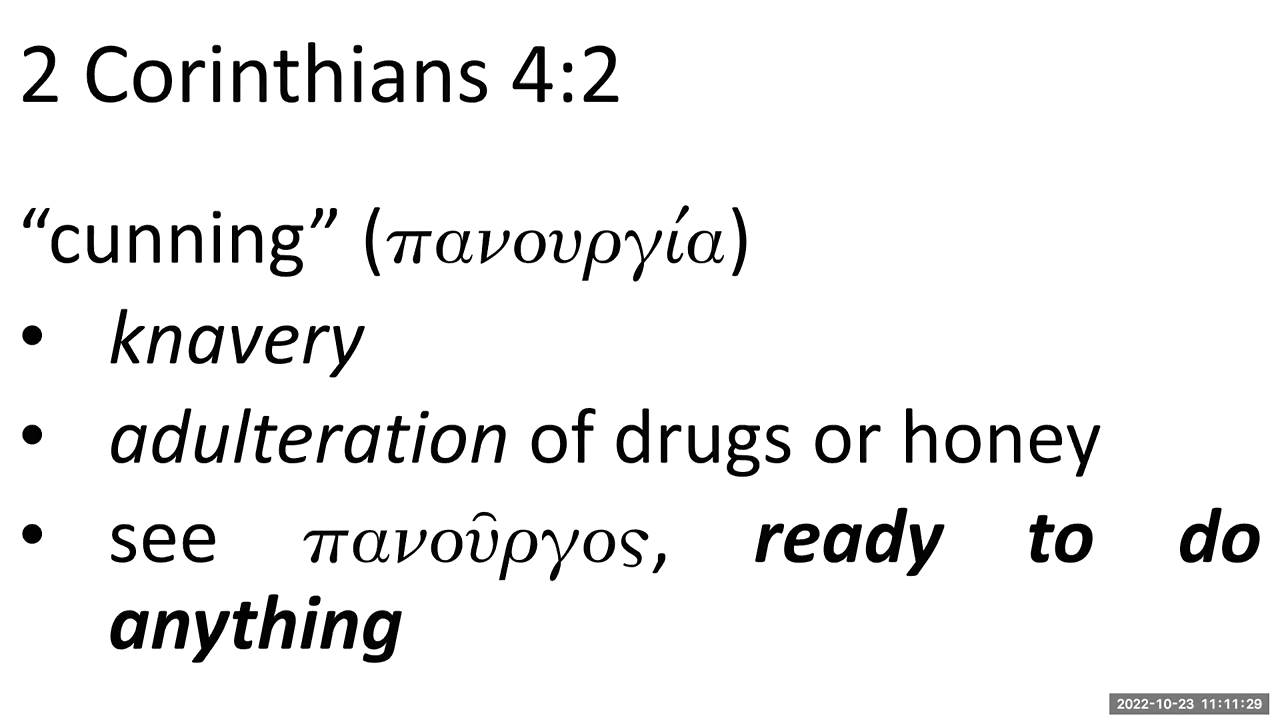 2 Corinthians 4:2
“cunning” (πανουργία)
• knavery
• adulteration of drugs or honey
• see πανοῦργος, ready to do
anything
2022-10-23 11:11:29